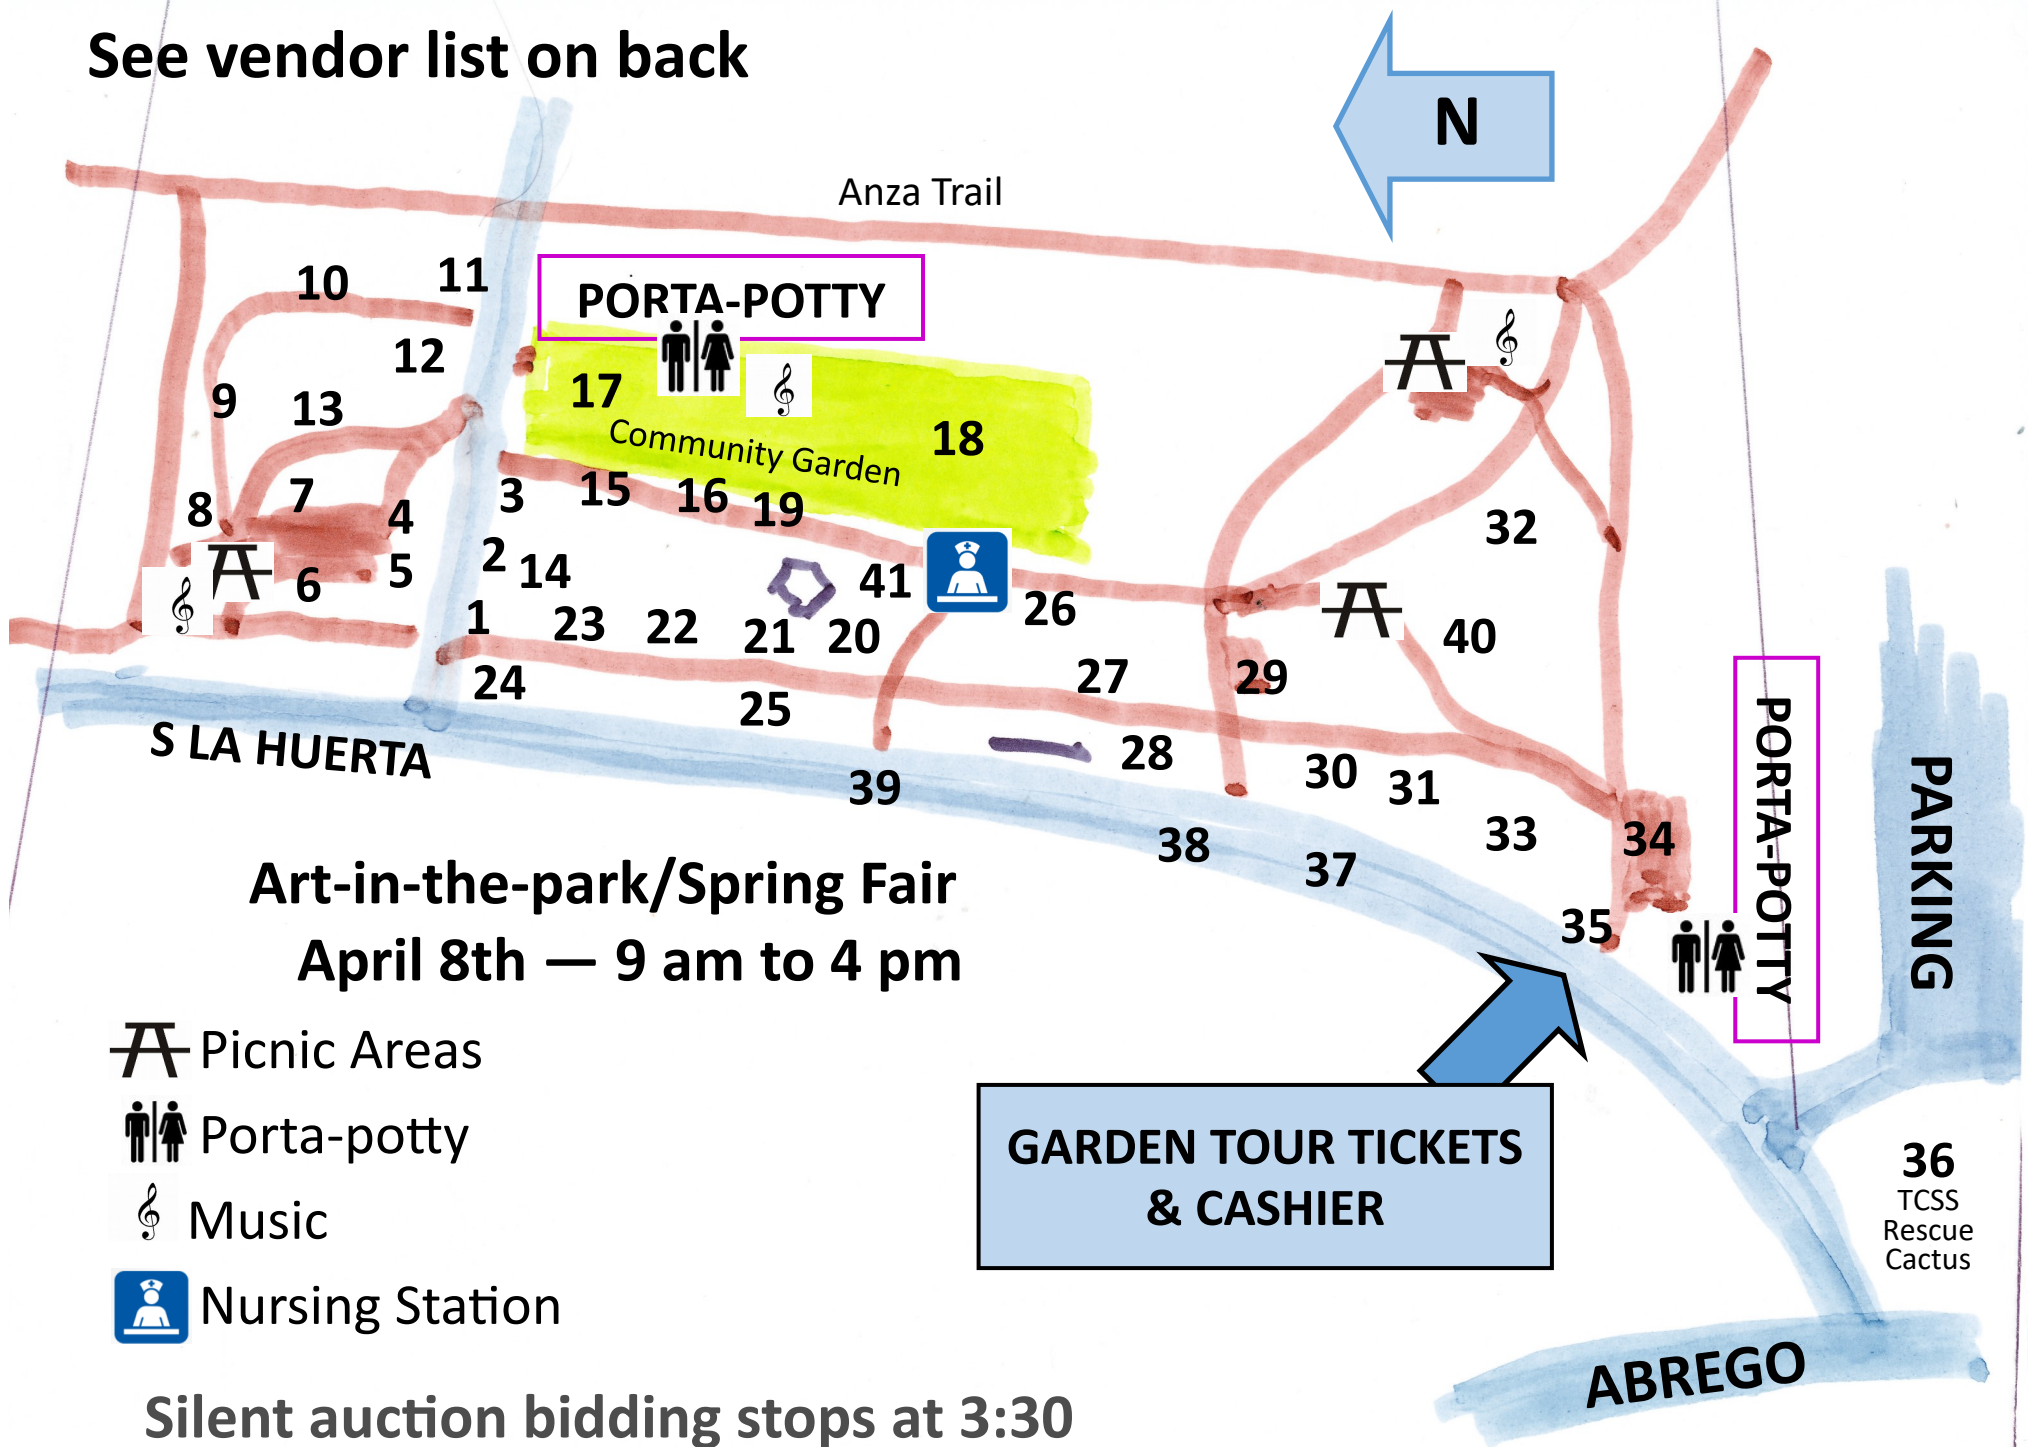 See vendor list on back
N
Anza Trail
10
11
PORTA-POTTY
12
9
13
17
Community Garden
18
8
7
4
3
15
16
19
32
6
5
2
14
41
26
1
23
22
21
20
40
24
25
27
29
S LA HUERTA
39
28
30
31
38
37
33
34
35
PORTA-POTTY
PARKING
Art-in-the-park/Spring Fair
April 8th — 9 am to 4 pm
Picnic Areas
Porta-potty
Music
Nursing Station
GARDEN TOUR TICKETS
& CASHIER
36
TCSS
Rescue
Cactus
ABREGO
Silent auction bidding stops at 3:30